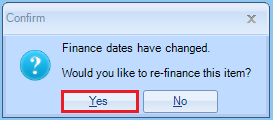 Confirm
Finance dates have changed.
Would you like to re-finance this item?
Yes No